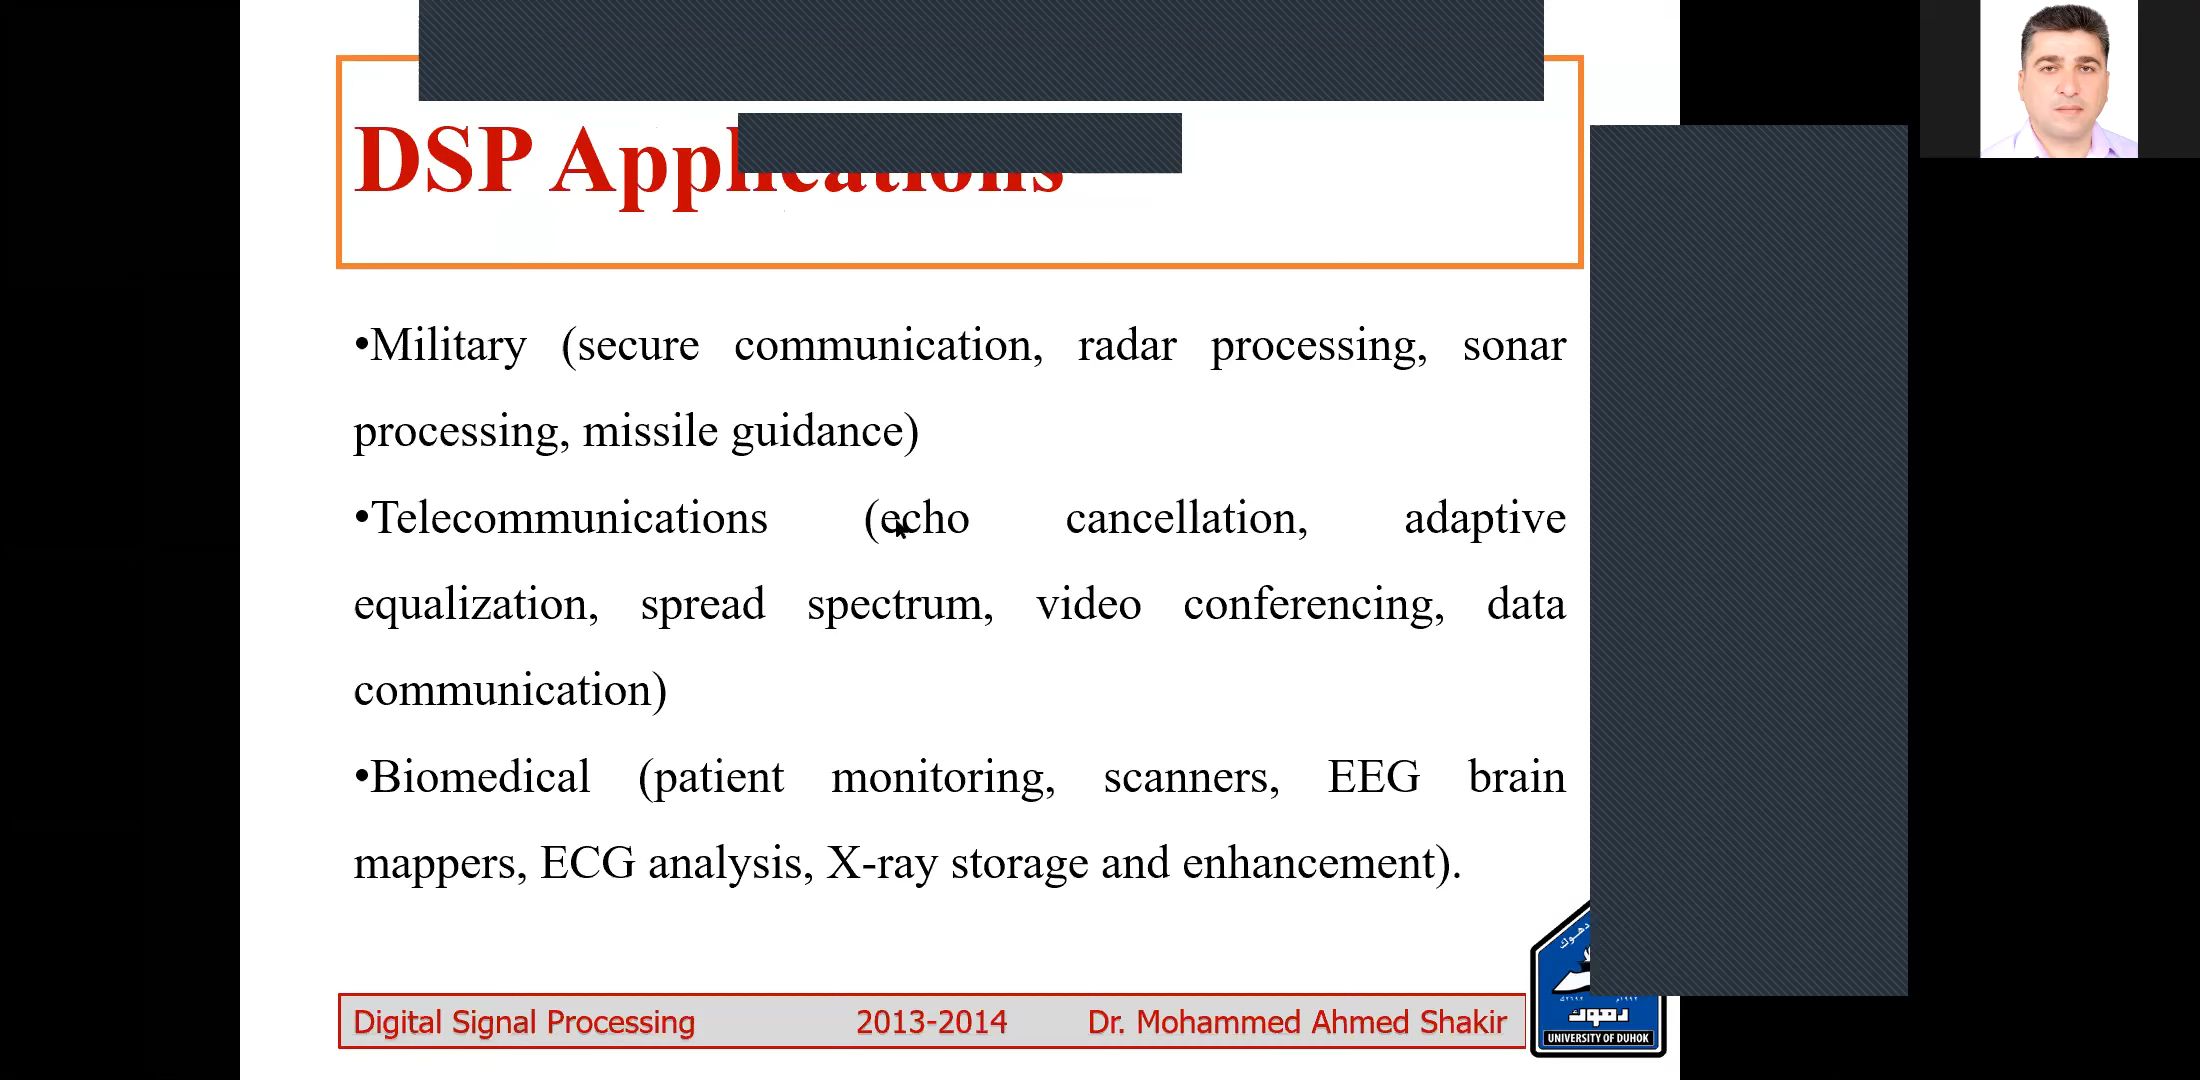 DSP Applications
•Military (secure communication, radar processing, sonar
processing, missile guidance)
•Telecommunications (echo cancellation, adaptive
equalization, spread spectrum, video conferencing, data
communication)
•Biomedical (patient monitoring, scanners, EEG brain
mappers, ECG analysis, X-ray storage and enhancement).
Digital Signal Processing 2013-2014 Dr. Mohammed Ahmed Shakir
دهوك
UNIVERSITY OF DUHOK